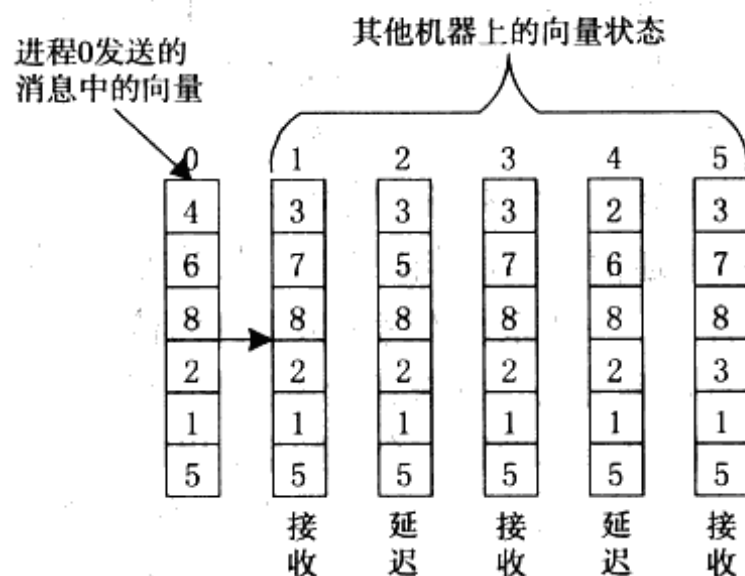 其他机器上的向量状态
进程0发送的
消息中的向量
0 1 2 3 4 5
4 3 3 3 2 3
6 7 5 7 6 7
8 8 8 8 8 8
2 2 2 2 2 3
1 1 1 1 1 1
5 5 5 5 5 5
接收 延迟 接收 延迟 接收